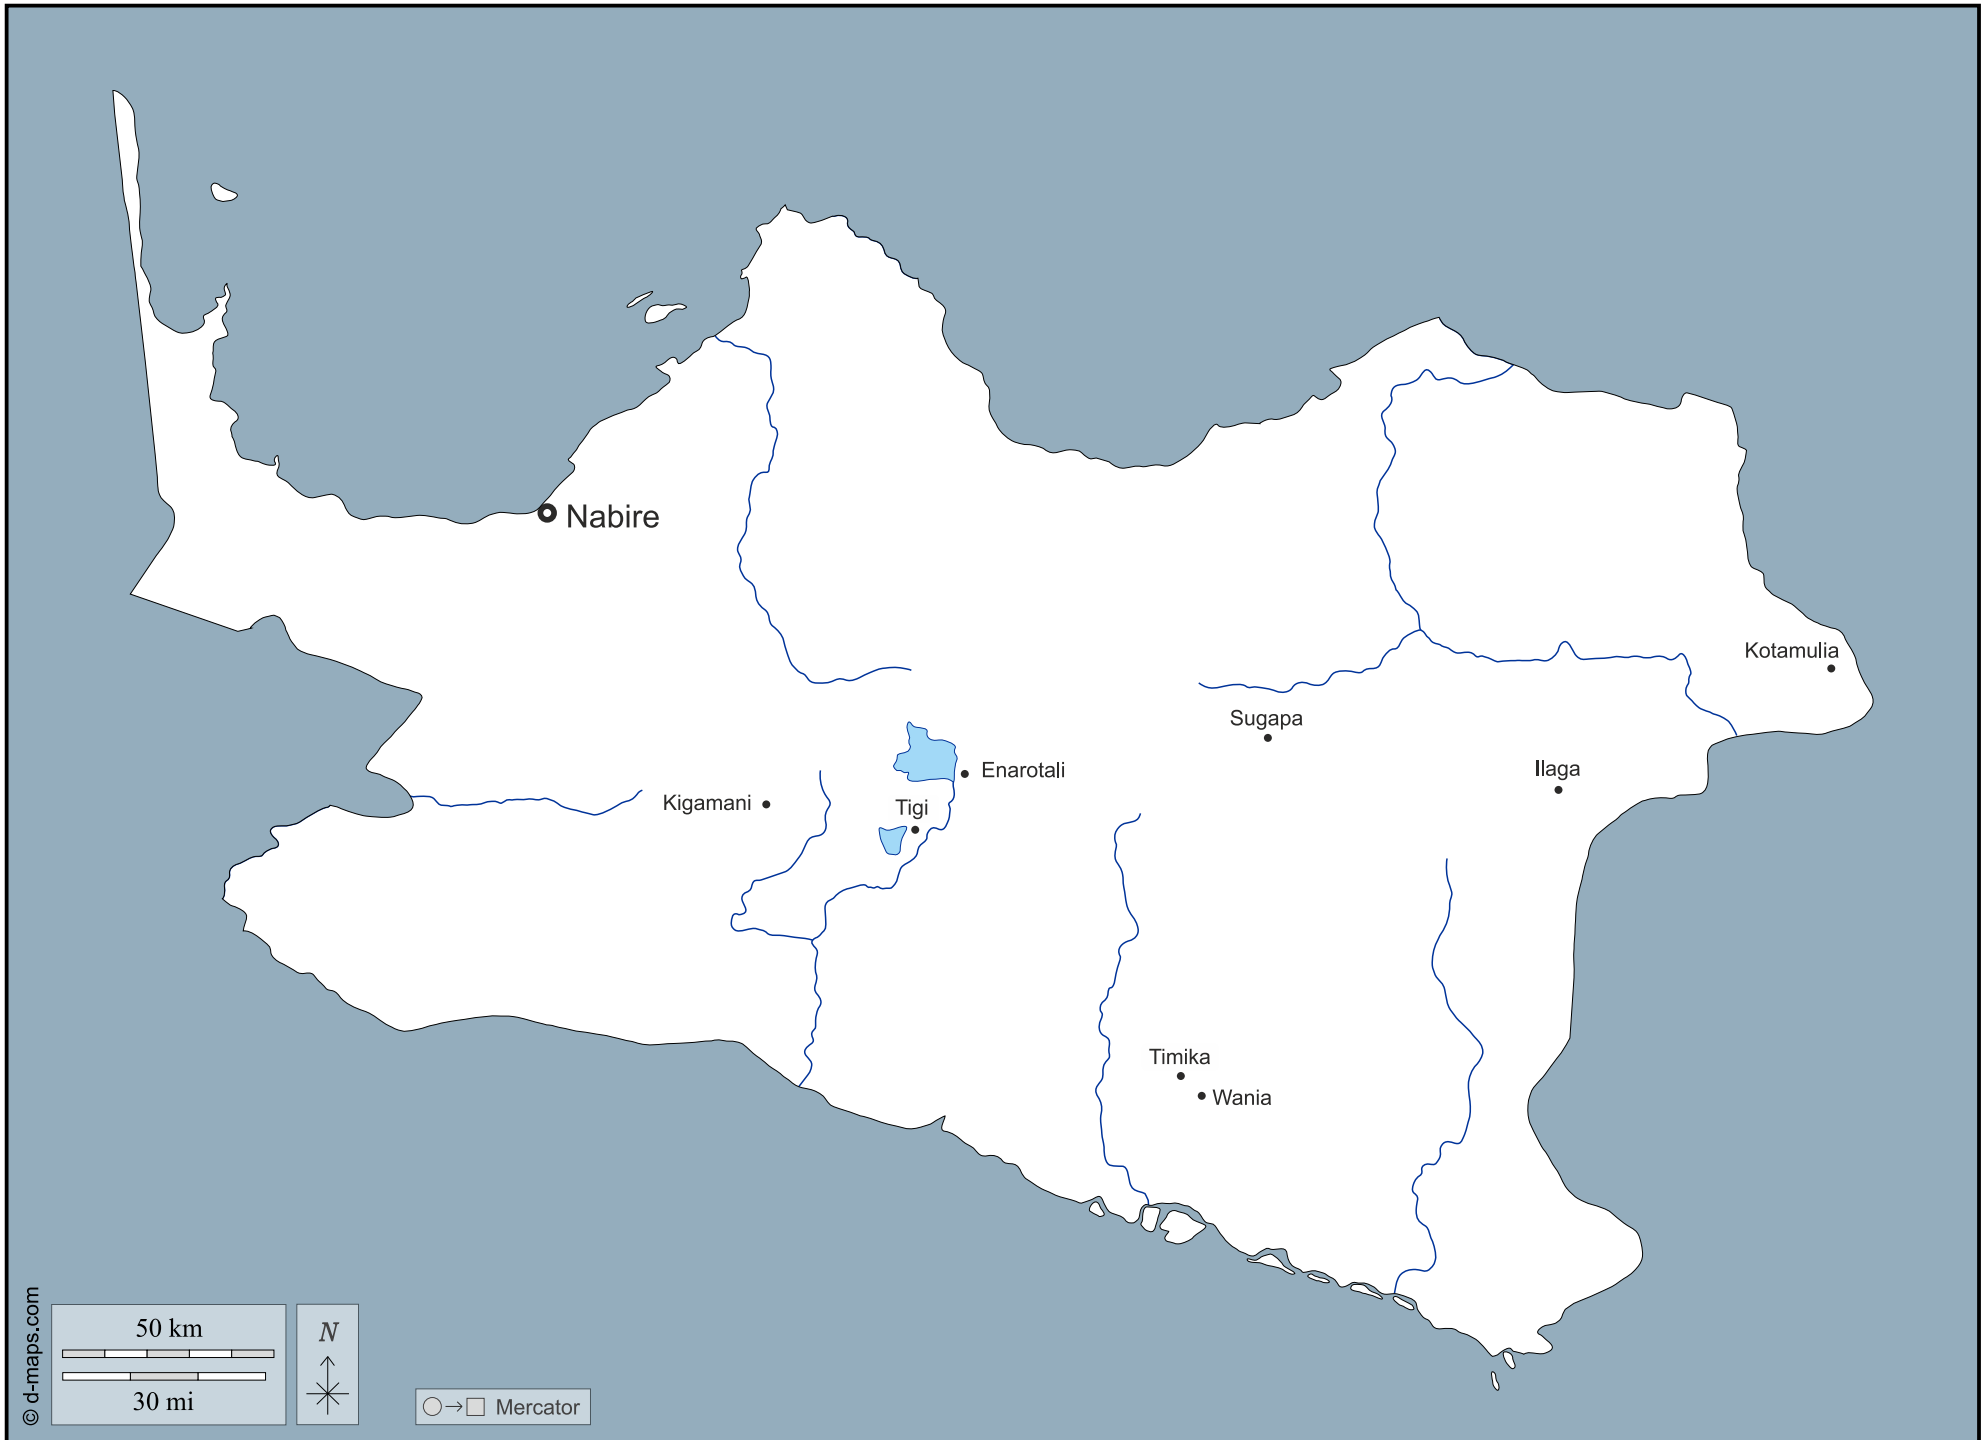 Nabire
Kotamulia
Sugapa
Enarotali
Ilaga
Kigamani
Tigi
Timika
Wania
© d-maps.com
50 km
30 mi
N
Mercator